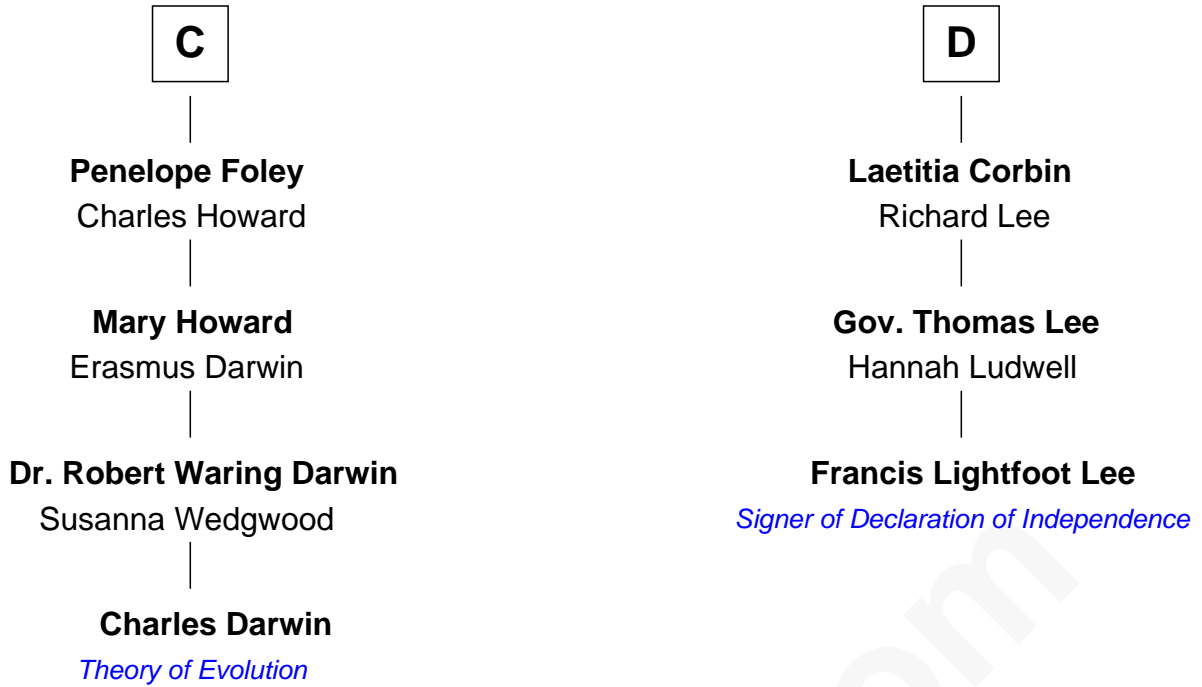 C
Penelope Foley
Charles Howard
Mary Howard
Erasmus Darwin
Dr. Robert Waring Darwin
Susanna Wedgwood
Charles Darwin
Theory of Evolution
D
Laetitia Corbin
Richard Lee
Gov. Thomas Lee
Hannah Ludwell
Francis Lightfoot Lee
Signer of Declaration of Independence
om